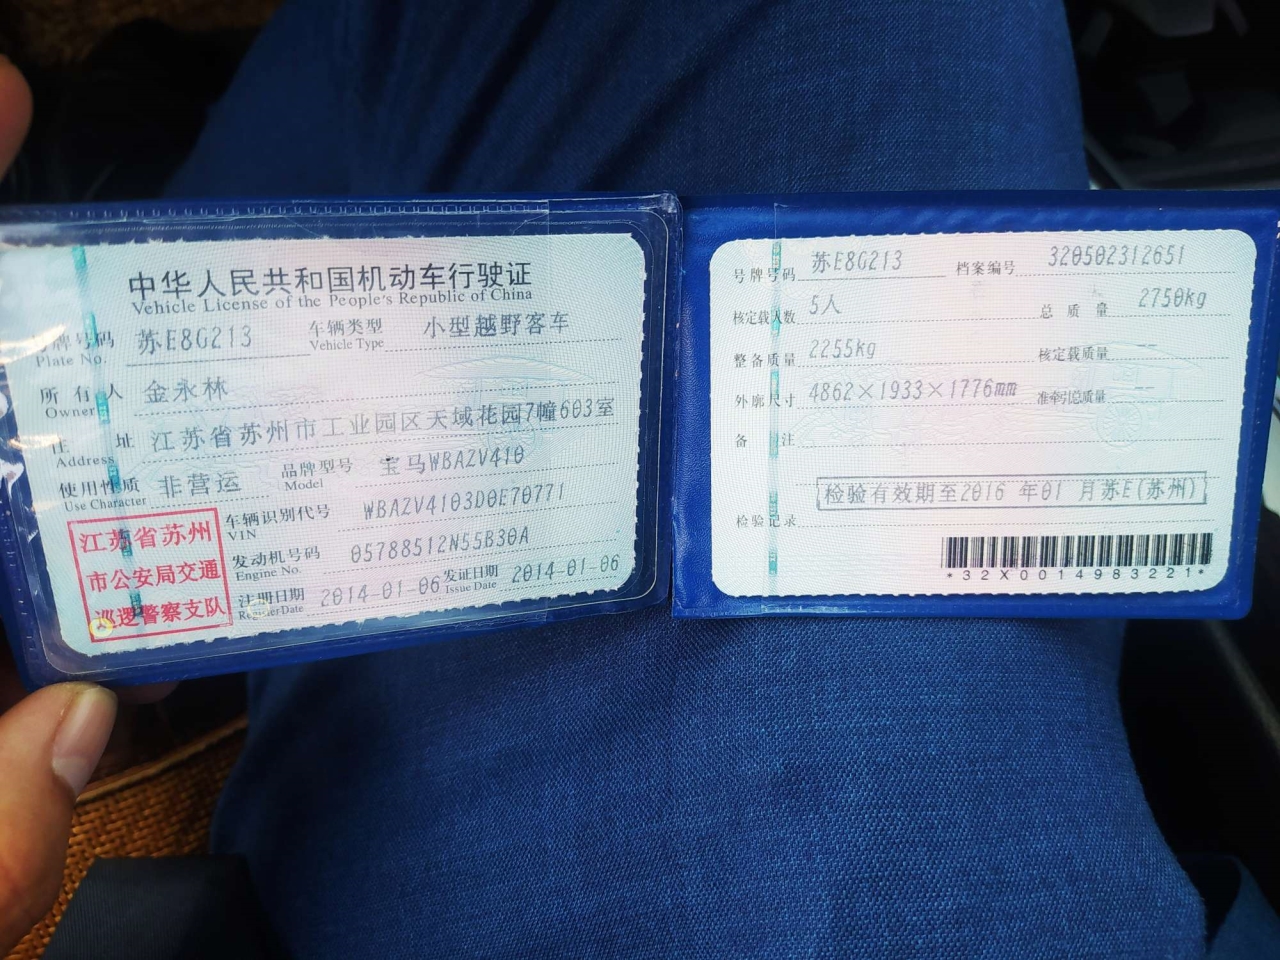 中华人民共和国机动车行驶证
Vehicle License of the People's Republic of China
牌号码 苏E8G213 车辆类型 小型越野客车
Plate No. Vehicle Type
所有人 金永林
Owner
住址 江苏省苏州市工业园区天域花园7幢603室
Address
使用性质 非营运 品牌型号 宝马WBAZV410
Use Character Model
江苏省苏州
市公安局交通
巡逻警察支队
车辆识别代号 WBAZV4103D0E70771
VIN
发动机号码 05788512N55B30A
Engine No.
注册日期 2014-01-06 发证日期 2014-01-06
Register Date Issue Date
号牌号码 苏E8G213 档案编号 320502312651
核定载人数 5人 总质量 2750kg
整备质量 2255kg 核定载质量 --
外廓尺寸 4862×1933×1776mm 准牵引总质量 --
备注
检验有效期至2016 年01 月苏E(苏州)
检验记录
*32X0014983221*